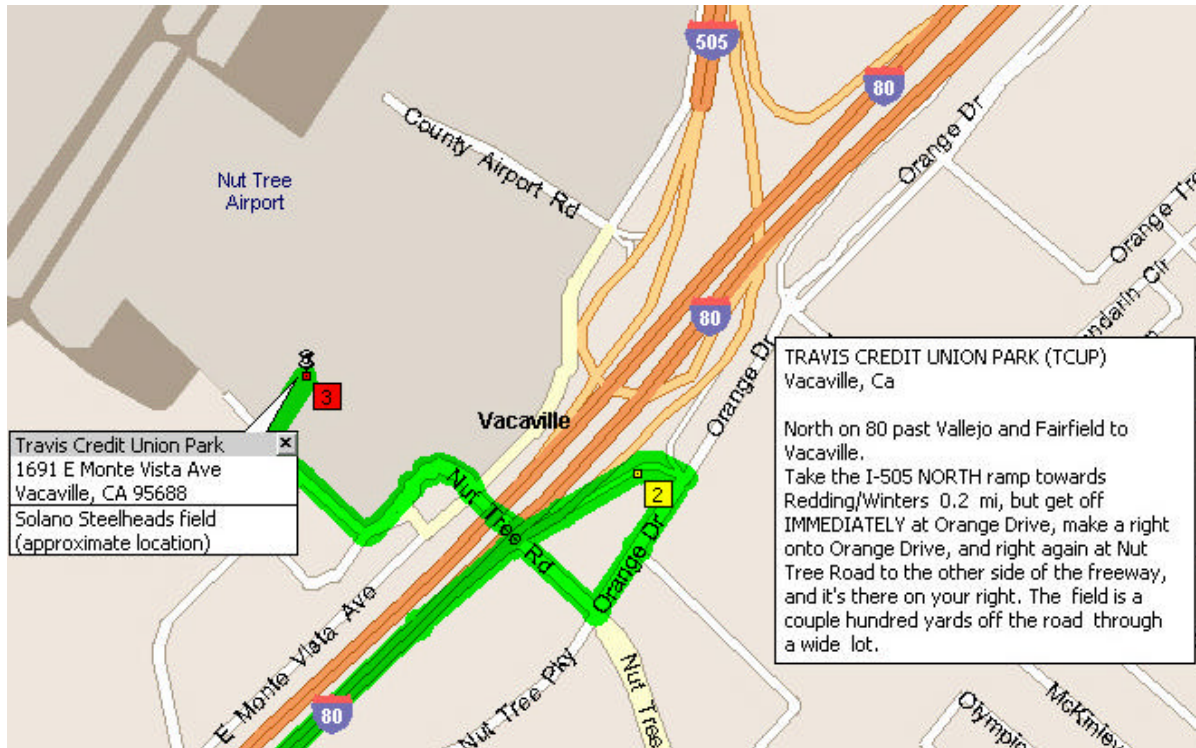 505
80
Orange Dr
County Airport Rd
Nut Tree
Airport
Orange Tre
ndarin Cir
80
Orange Dr
3
3
Vacaville
Travis Credit Union Park
1691 E Monte Vista Ave
Vacaville, CA 95688
Solano Steelheads field
(approximate location)
TRAVIS CREDIT UNION PARK (TCUP)
Vacaville, Ca
North on 80 past Vallejo and Fairfield to
Vacaville.
Take the I-505 NORTH ramp towards
Redding/Winters 0.2 mi, but get off
IMMEDIATELY at Orange Drive, make a right
onto Orange Drive, and right again at Nut
Tree Road to the other side of the freeway,
and it's there on your right. The field is a
couple hundred yards off the road through
a wide lot.
Nut Tree Rd
2
Orange Dr
E Monte Vista Ave
80
Nut Tree Pky
Nut Tree
McKinley
Olympi